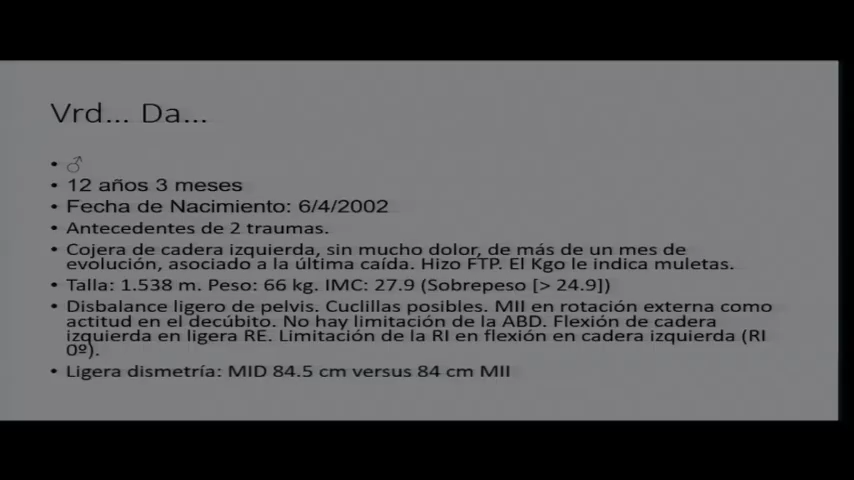 Vrd... Da...
• ♂
• 12 años 3 meses
• Fecha de Nacimiento: 6/4/2002
• Antecedentes de 2 traumas.
• Cojera de cadera izquierda, sin mucho dolor, de más de un mes de
evolución, asociado a la última caída. Hizo FTP. El Kgo le indica muletas.
• Talla: 1.538 m. Peso: 66 kg. IMC: 27.9 (Sobrepeso [> 24.9])
• Disbalance ligero de pelvis. Cuclillas posibles. MII en rotación externa como
actitud en el decúbito. No hay limitación de la ABD. Flexión de cadera
izquierda en ligera RE. Limitación de la RI en flexión en cadera izquierda (RI
0º).
• Ligera dismetría: MID 84.5 cm versus 84 cm MII